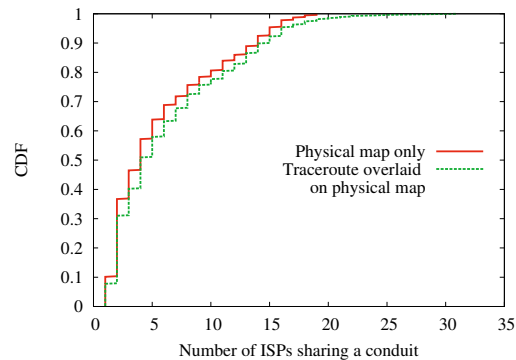 1
0.9
0.8
0.7
0.6
0.5
0.4
0.3
0.2
0.1
0
CDF
Physical map only
Traceroute overlaid
on physical map
0 5 10 15 20 25 30 35
Number of ISPs sharing a conduit